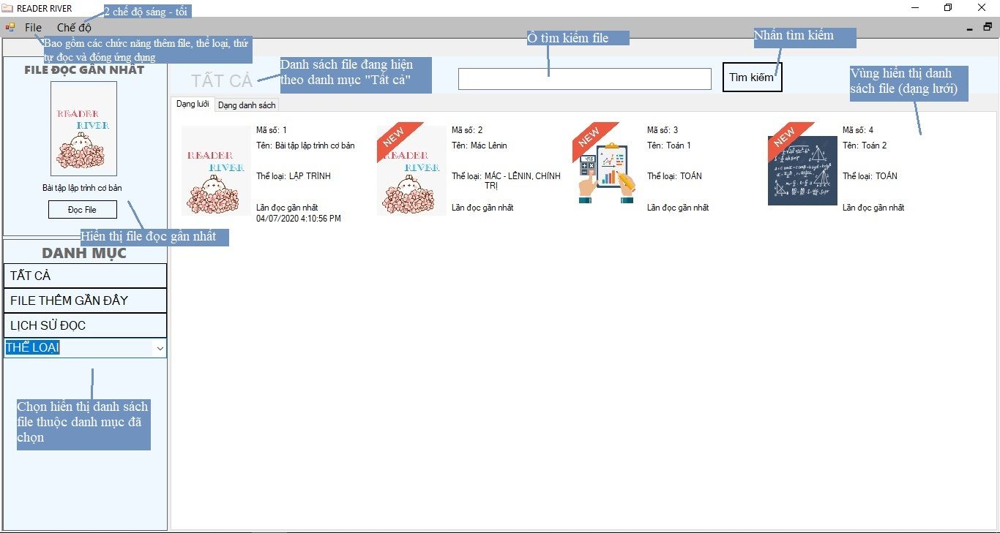 READER RIVER
2 chế độ sáng - tối
File
Chế độ
Bao gồm các chức năng thêm file, thể loại, thứ
tự đọc và đóng ứng dụng
Ô tìm kiếm file
Nhấn tìm kiếm
FILE ĐỌC GẦN NHẤT
TẤT CẢ
Danh sách file đang hiện
theo danh mục "Tất cả"
Tìm kiếm
Vùng hiển thị danh
sách file (dạng lưới)
READER
RIVER
Bài tập lập trình cơ bản
Đọc File
Hiển thị file đọc gần nhất
Dạng lưới
Dạng danh sách
READER
RIVER
Mã số: 1
Tên: Bài tập lập trình cơ bản
Thể loại: LẬP TRÌNH
Lần đọc gần nhất
04/07/2020 4:10:56 PM
NEW
READER
RIVER
Mã số: 2
Tên: Mác Lênin
Thể loại: MÁC - LÊNIN, CHÍNH
TRỊ
Lần đọc gần nhất
NEW
Mã số: 3
Tên: Toán 1
Thể loại: TOÁN
Lần đọc gần nhất
NEW
Mã số: 4
Tên: Toán 2
Thể loại: TOÁN
Lần đọc gần nhất
DANH MỤC
TẤT CẢ
FILE THÊM GẦN ĐÂY
LỊCH SỬ ĐỌC
THỂ LOẠI
Chọn hiển thị danh sách
file thuộc danh mục đã
chọn